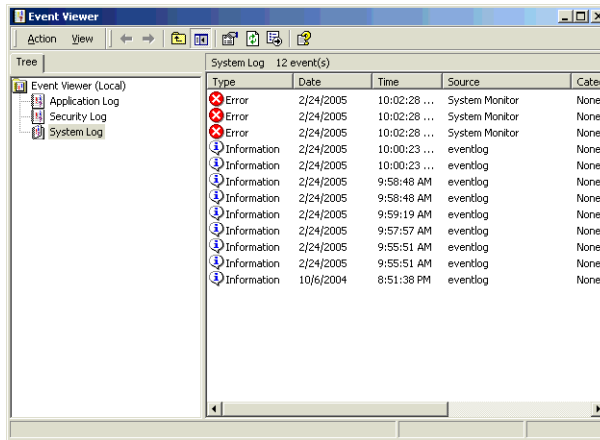 Event Viewer
Action View
Tree
System Log 12 event(s)
Event Viewer (Local)
Application Log
Security Log
System Log
Type Date Time Source Cate
Error 2/24/2005 10:02:28 ... System Monitor None
Error 2/24/2005 10:02:28 ... System Monitor None
Error 2/24/2005 10:02:28 ... System Monitor None
Information 2/24/2005 10:00:23 ... eventlog None
Information 2/24/2005 10:00:23 ... eventlog None
Information 2/24/2005 9:58:48 AM eventlog None
Information 2/24/2005 9:58:48 AM eventlog None
Information 2/24/2005 9:59:19 AM eventlog None
Information 2/24/2005 9:57:57 AM eventlog None
Information 2/24/2005 9:55:51 AM eventlog None
Information 2/24/2005 9:55:51 AM eventlog None
Information 10/6/2004 8:51:38 PM eventlog None